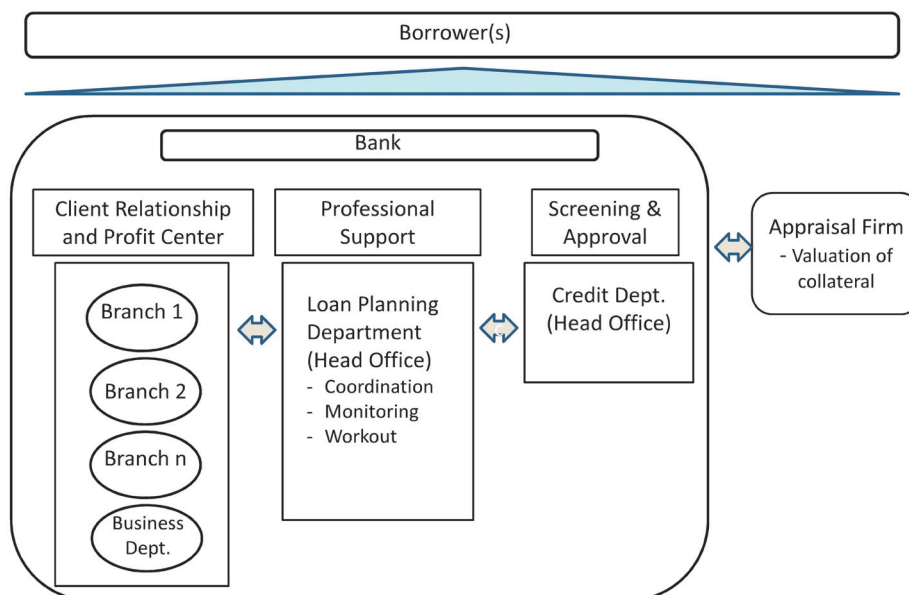 Borrower(s)
Bank
Client Relationship
and Profit Center
Professional
Support
Screening &
Approval
Appraisal Firm
- Valuation of
collateral
Branch 1
Branch 2
Branch n
Business
Dept.
Loan Planning
Department
(Head Office)
- Coordination
- Monitoring
- Workout
C
Credit Dept.
(Head Office)